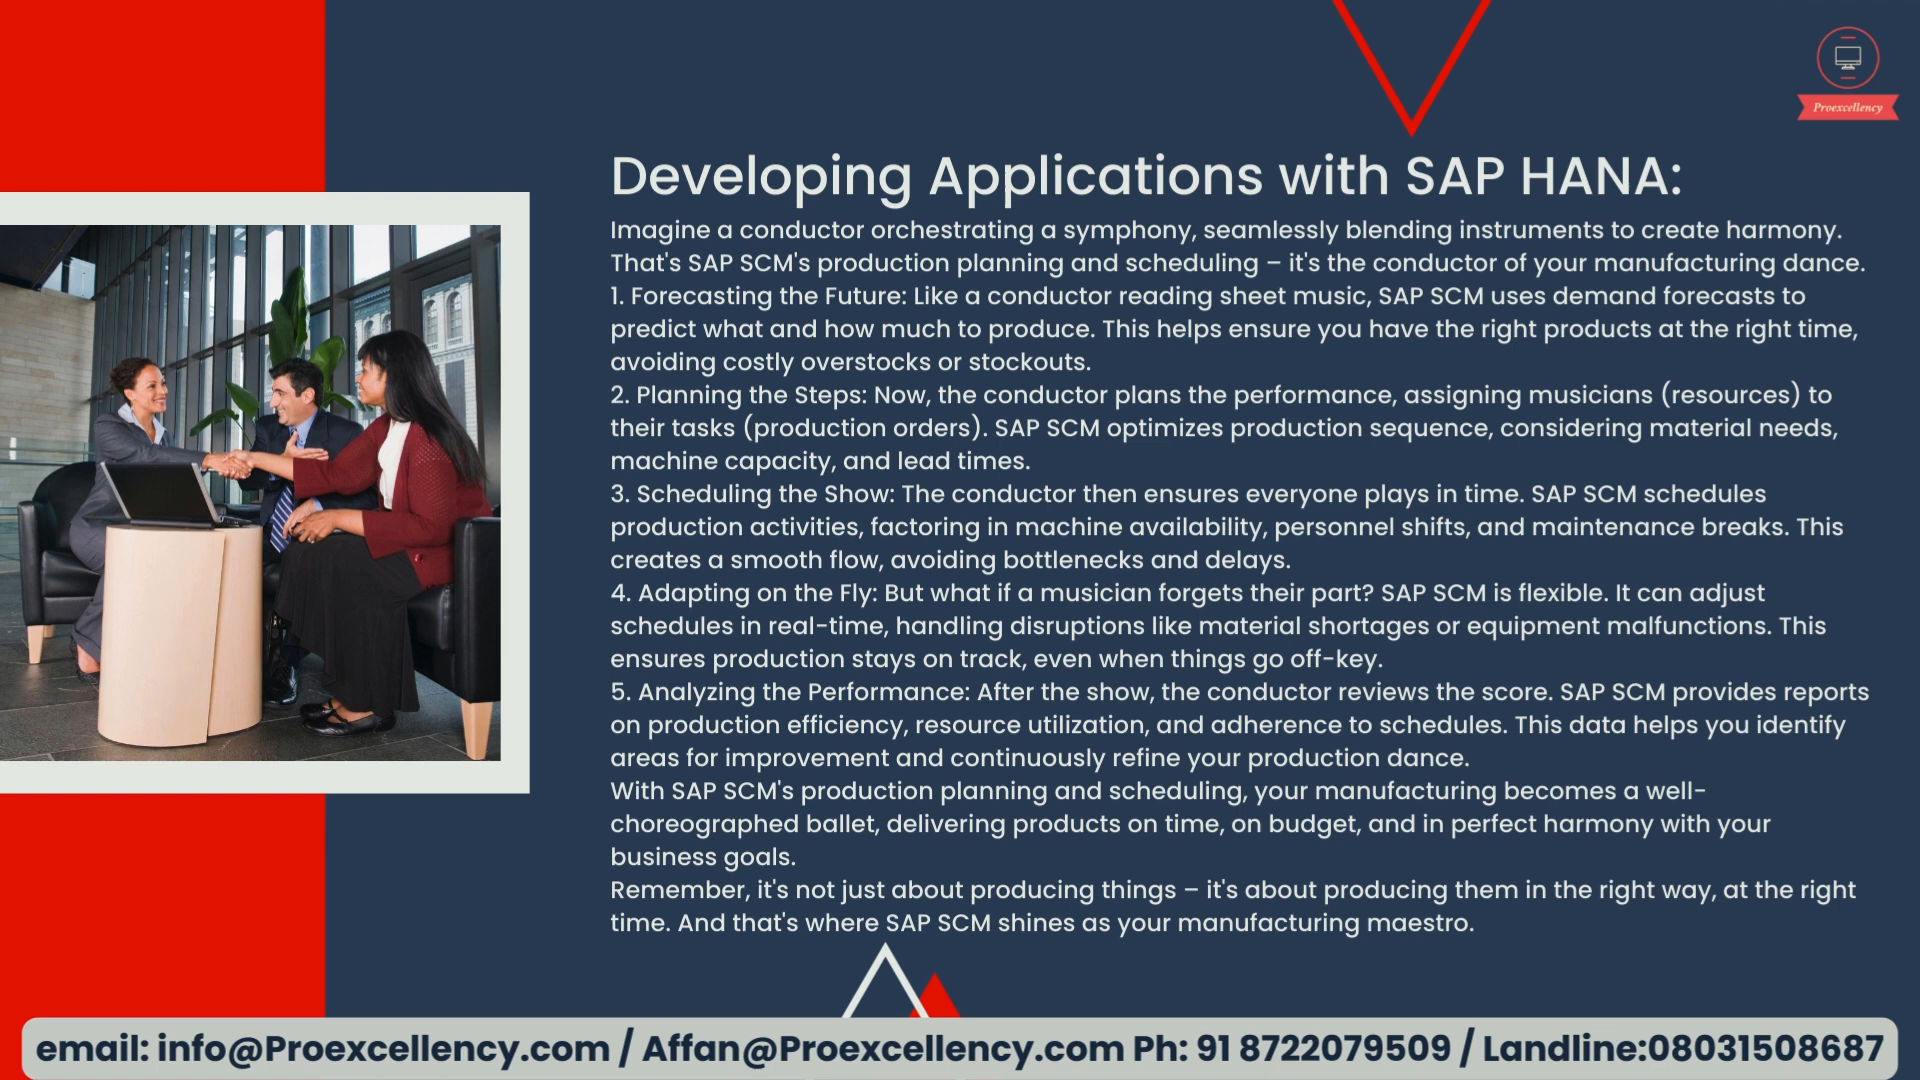 Proexcellency
Developing Applications with SAP HANA:
Imagine a conductor orchestrating a symphony, seamlessly blending instruments to create harmony.
That's SAP SCM's production planning and scheduling – it's the conductor of your manufacturing dance.
1. Forecasting the Future: Like a conductor reading sheet music, SAP SCM uses demand forecasts to
predict what and how much to produce. This helps ensure you have the right products at the right time,
avoiding costly overstocks or stockouts.
2. Planning the Steps: Now, the conductor plans the performance, assigning musicians (resources) to
their tasks (production orders). SAP SCM optimizes production sequence, considering material needs,
machine capacity, and lead times.
3. Scheduling the Show: The conductor then ensures everyone plays in time. SAP SCM schedules
production activities, factoring in machine availability, personnel shifts, and maintenance breaks. This
creates a smooth flow, avoiding bottlenecks and delays.
4. Adapting on the Fly: But what if a musician forgets their part? SAP SCM is flexible. It can adjust
schedules in real-time, handling disruptions like material shortages or equipment malfunctions. This
ensures production stays on track, even when things go off-key.
5. Analyzing the Performance: After the show, the conductor reviews the score. SAP SCM provides reports
on production efficiency, resource utilization, and adherence to schedules. This data helps you identify
areas for improvement and continuously refine your production dance.
With SAP SCM's production planning and scheduling, your manufacturing becomes a well-
choreographed ballet, delivering products on time, on budget, and in perfect harmony with your
business goals.
Remember, it's not just about producing things – it's about producing them in the right way, at the right
time. And that's where SAP SCM shines as your manufacturing maestro.
email: info@Proexcellency.com / Affan@Proexcellency.com Ph: 91 8722079509 / Landline:08031508687